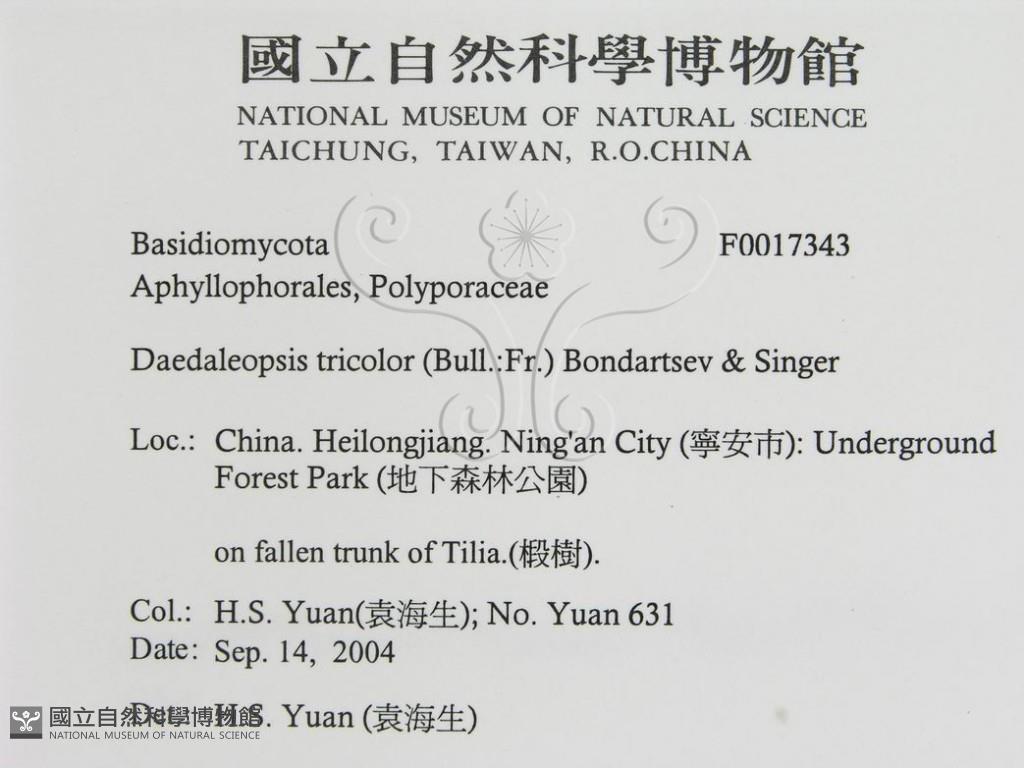 國立自然科學博物館
NATIONAL MUSEUM OF NATURAL SCIENCE
TAICHUNG, TAIWAN, R.O.CHINA
Basidiomycota F0017343
Aphyllophorales, Polyporaceae
Daedaleopsis tricolor (Bull.:Fr.) Bondartsev & Singer
Loc.: China. Heilongjiang. Ning'an City (寧安市): Underground
Forest Park (地下森林公園)
on fallen trunk of Tilia.(椴樹).
Col.: H.S. Yuan(袁海生); No. Yuan 631
Date: Sep. 14, 2004
Det.: H.S. Yuan (袁海生)
國立自然科學博物館
NATIONAL MUSEUM OF NATURAL SCIENCE